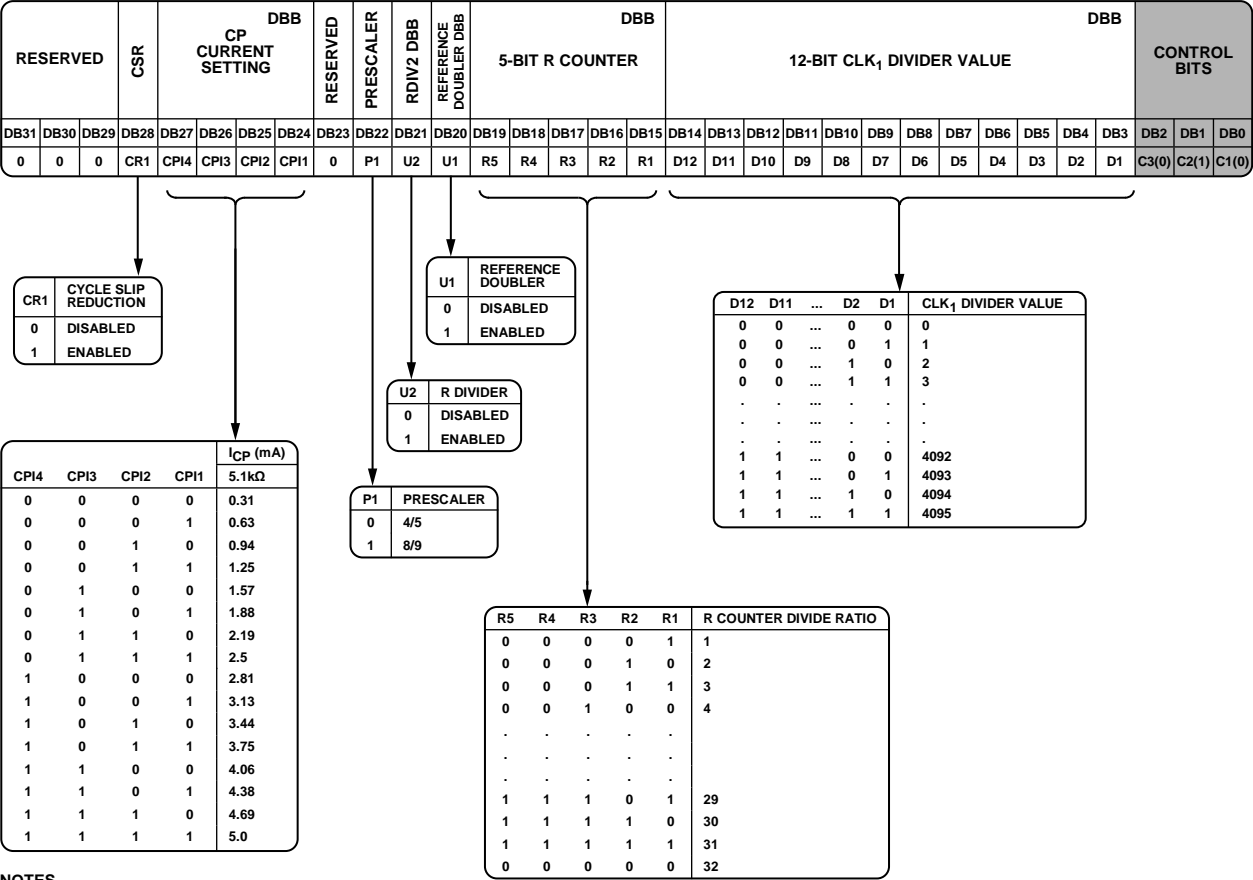 RESERVED
CSR
CP CURRENT SETTING DBB
RESERVED
PRESCALER
RDIV2 DBB
REFERENCE DOUBLER DBB
5-BIT R COUNTER DBB
12-BIT CLK1 DIVIDER VALUE DBB
CONTROL BITS
DB31 DB30 DB29 DB28 DB27 DB26 DB25 DB24 DB23 DB22 DB21 DB20 DB19 DB18 DB17 DB16 DB15 DB14 DB13 DB12 DB11 DB10 DB9 DB8 DB7 DB6 DB5 DB4 DB3 DB2 DB1 DB0
0 0 0 CR1 CPI4 CPI3 CPI2 CPI1 0 P1 U2 U1 R5 R4 R3 R2 R1 D12 D11 D10 D9 D8 D7 D6 D5 D4 D3 D2 D1 C3(0) C2(1) C1(0)
CR1 CYCLE SLIP REDUCTION
0 DISABLED
1 ENABLED
U1 REFERENCE DOUBLER
0 DISABLED
1 ENABLED
U2 R DIVIDER
0 DISABLED
1 ENABLED
P1 PRESCALER
0 4/5
1 8/9
ICP (mA)
CPI4 CPI3 CPI2 CPI1 5.1kΩ
0 0 0 0 0.31
0 0 0 1 0.63
0 0 1 0 0.94
0 0 1 1 1.25
0 1 0 0 1.57
0 1 0 1 1.88
0 1 1 0 2.19
0 1 1 1 2.5
1 0 0 0 2.81
1 0 0 1 3.13
1 0 1 0 3.44
1 0 1 1 3.75
1 1 0 0 4.06
1 1 0 1 4.38
1 1 1 0 4.69
1 1 1 1 5.0
D12 D11 ... D2 D1 CLK1 DIVIDER VALUE
0 0 ... 0 0 0
0 0 ... 0 1 1
0 0 ... 1 0 2
0 0 ... 1 1 3
. . ... . . .
. . ... . . .
. . ... . . .
1 1 ... 0 0 4092
1 1 ... 0 1 4093
1 1 ... 1 0 4094
1 1 ... 1 1 4095
R5 R4 R3 R2 R1 R COUNTER DIVIDE RATIO
0 0 0 0 1 1
0 0 0 1 0 2
0 0 0 1 1 3
0 0 1 0 0 4
. . . . .
. . . . .
. . . . .
1 1 1 0 1 29
1 1 1 1 0 30
1 1 1 1 1 31
0 0 0 0 0 32
NOTES